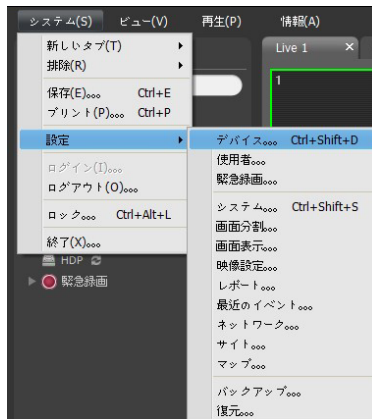 システム(S) ビュー(V) 再生(P) 情報(A)
新しいタブ(T)
排除(R)
保存(E)... Ctrl+E
プリント(P)... Ctrl+P
設定
ログイン(I)...
ログアウト(O)...
ロック... Ctrl+Alt+L
終了(X)...
HDP
緊急録画
Live 1 ×
1
デバイス... Ctrl+Shift+D
使用者...
緊急録画...
システム... Ctrl+Shift+S
画面分割...
画面表示...
映像設定...
レポート...
最近のイベント...
ネットワーク...
サイト...
マップ...
バックアップ...
復元...